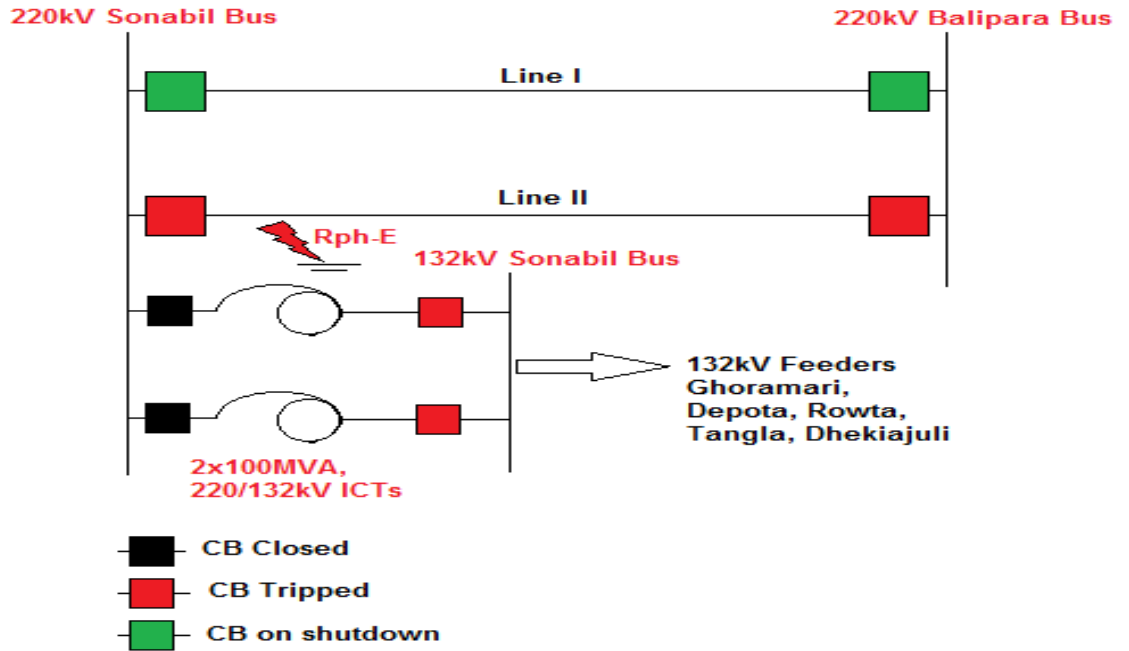 220kV Sonabil Bus
220kV Balipara Bus
Line I
Line II
Rph-E
132kV Sonabil Bus
132kV Feeders
Ghoramari,
Depota, Rowta,
Tangla, Dhekiajuli
2x100MVA,
220/132kV ICTs
CB Closed
CB Tripped
CB on shutdown